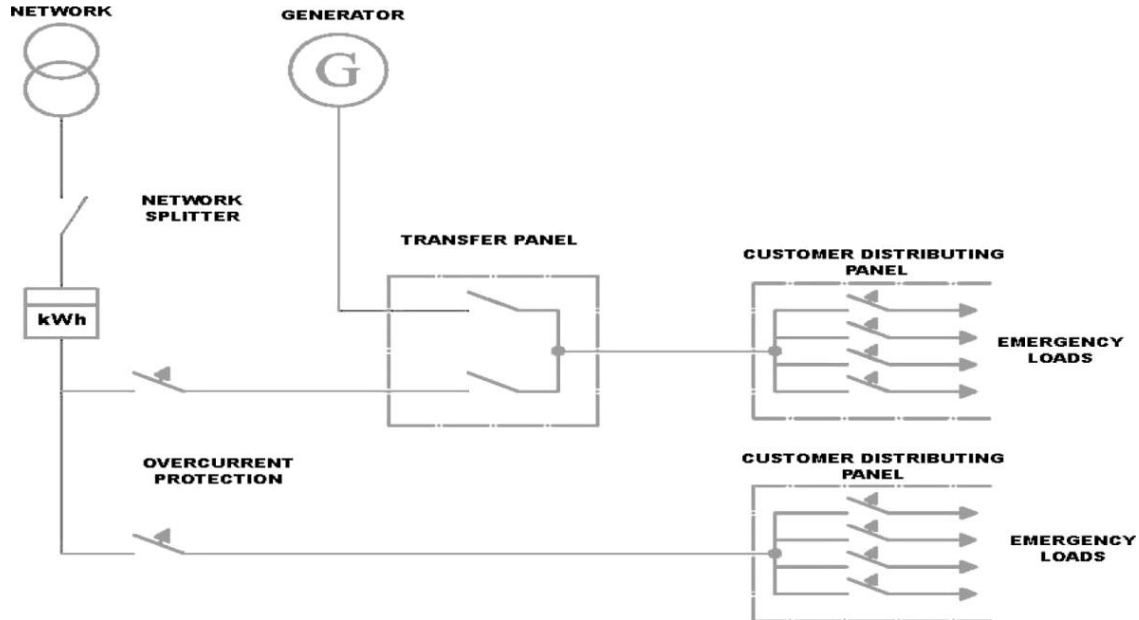 NETWORK
GENERATOR
G
NETWORK
SPLITTER
TRANSFER PANEL
CUSTOMER DISTRIBUTING
PANEL
kWh
EMERGENCY
LOADS
OVERCURRENT
PROTECTION
CUSTOMER DISTRIBUTING
PANEL
EMERGENCY
LOADS